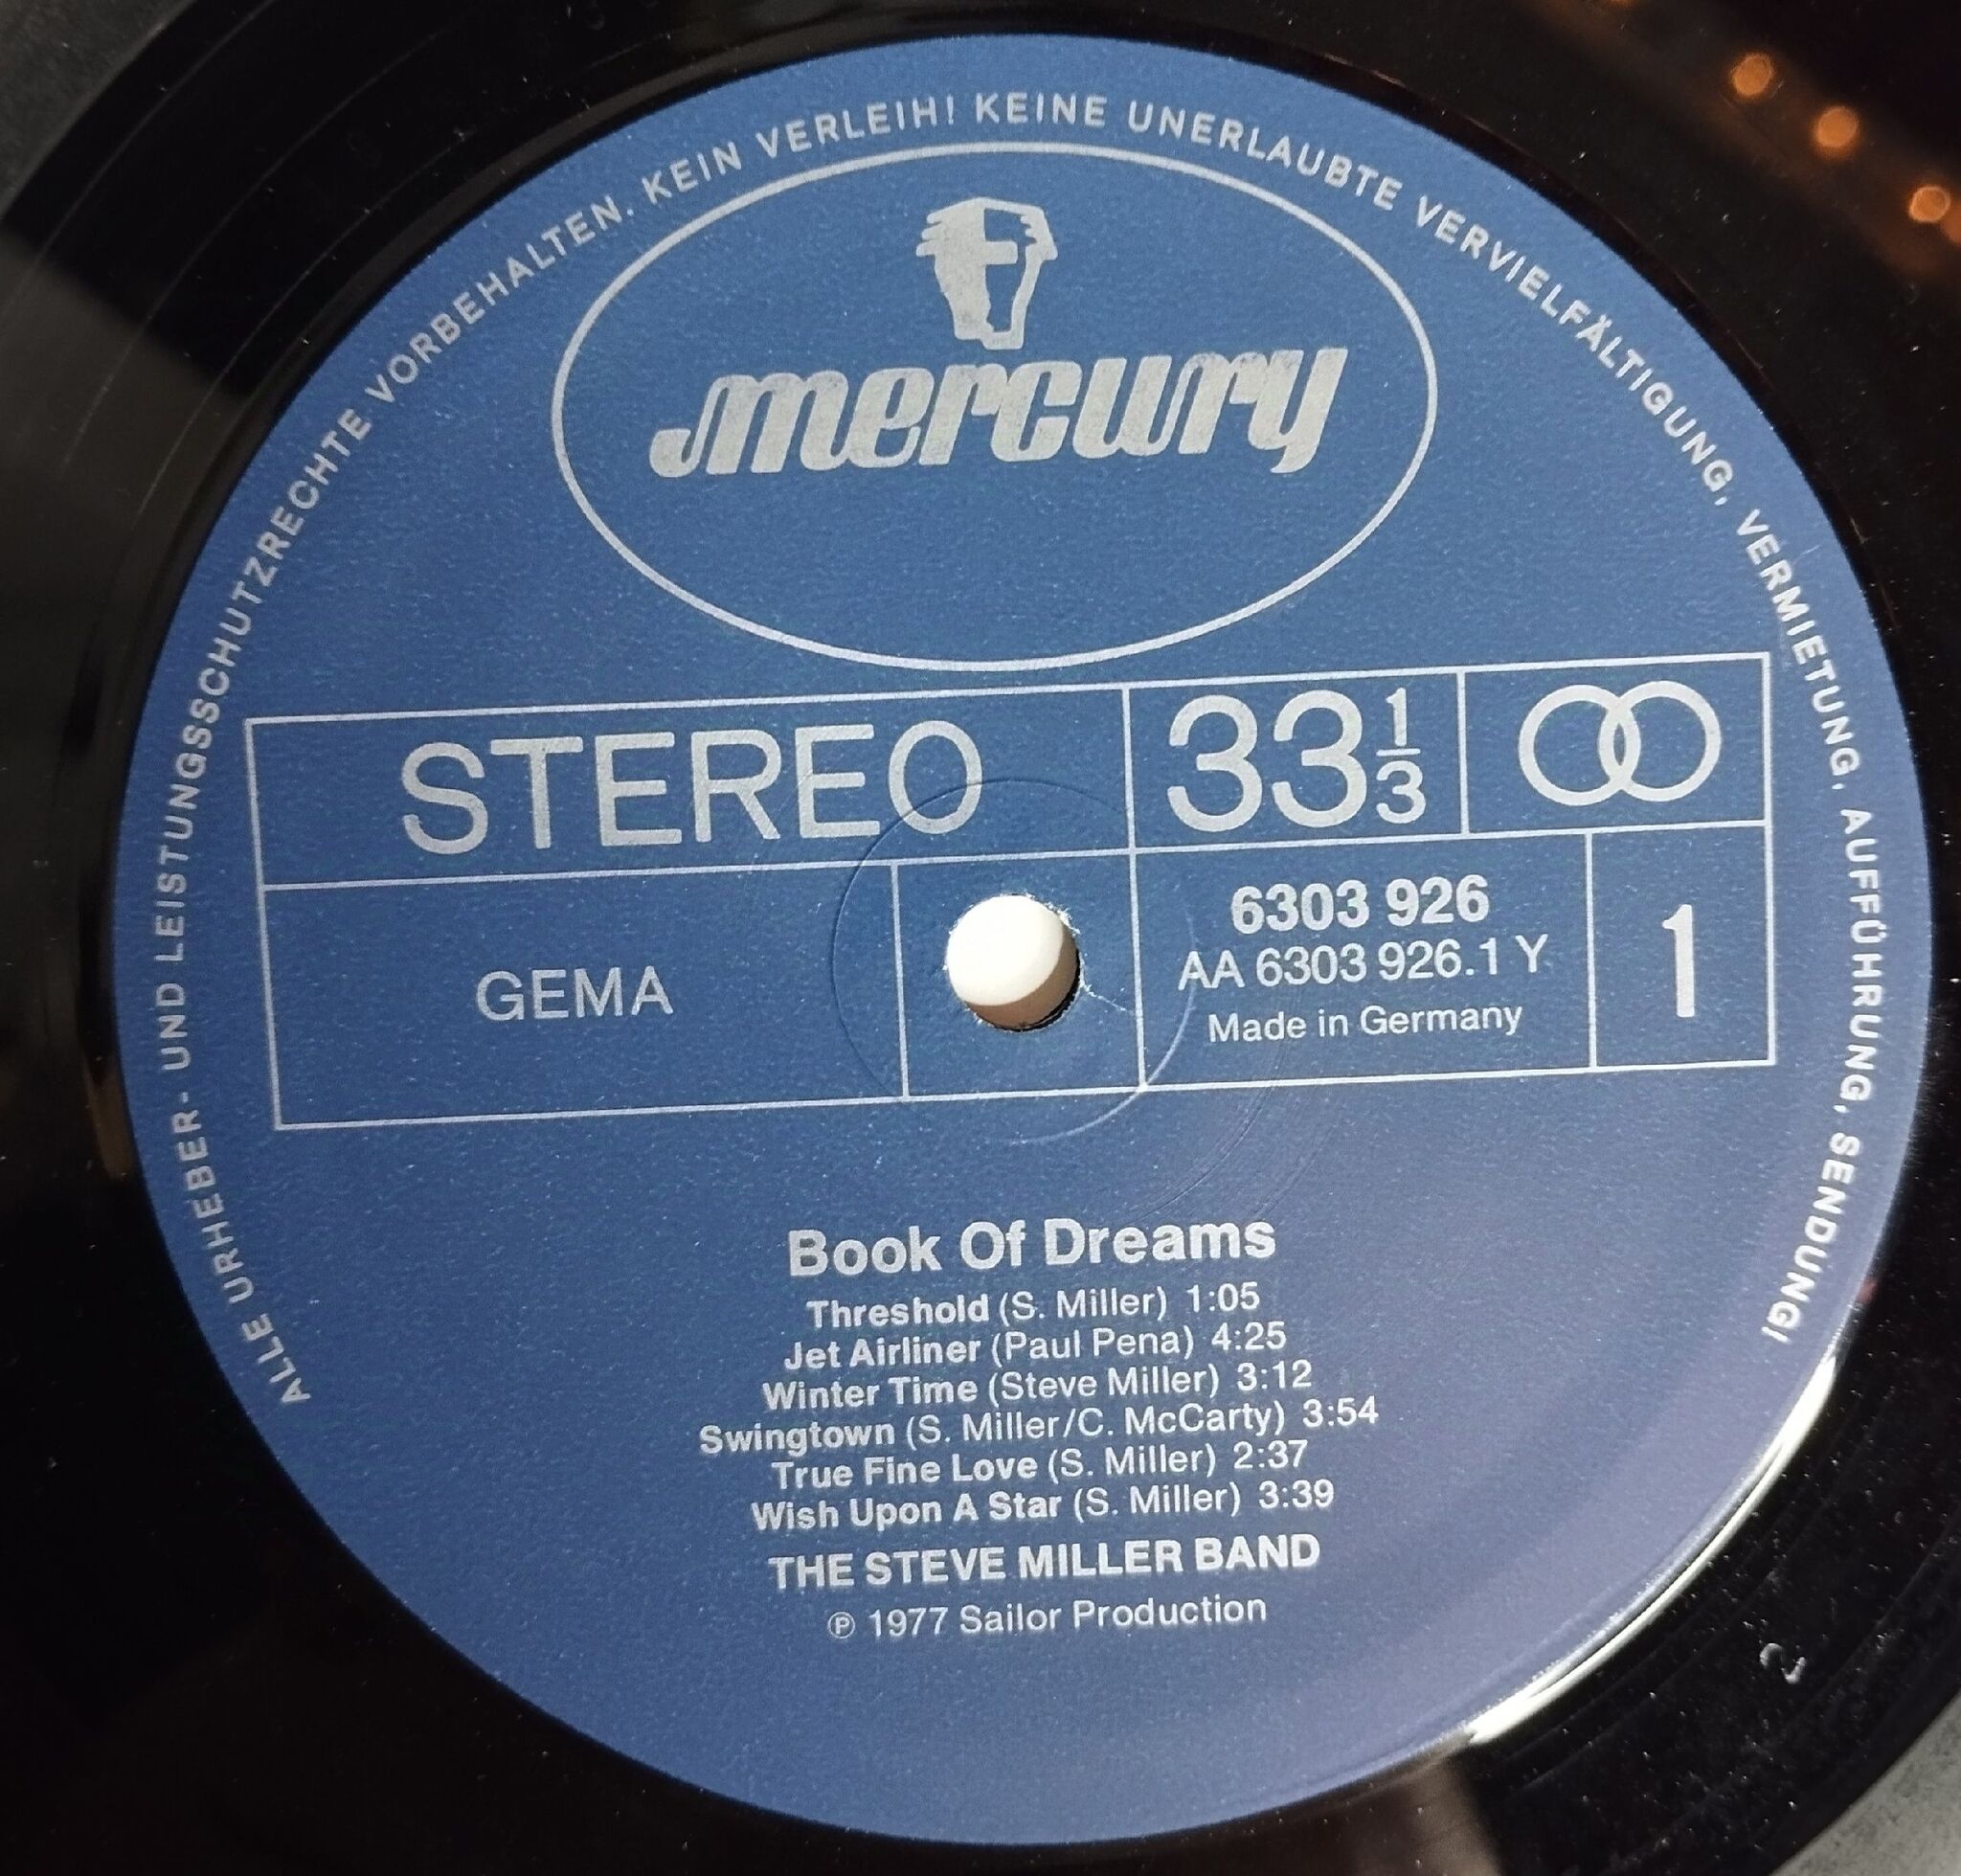 ALLE URHEBER- UND LEISTUNGSSCHUTZRECHTE VORBEHALTEN. KEIN VERLEIH! KEINE UNERLAUBTE VERVIELFÄLTIGUNG, VERMIETUNG, AUFFÜHRUNG, SENDUNG!
mercury
STEREO
33 1/3
GEMA
6303 926
AA 6303 926.1 Y
Made in Germany
1
Book Of Dreams
Threshold (S. Miller) 1:05
Jet Airliner (Paul Pena) 4:25
Winter Time (Steve Miller) 3:12
Swingtown (S. Miller/C. McCarty) 3:54
True Fine Love (S. Miller) 2:37
Wish Upon A Star (S. Miller) 3:39
THE STEVE MILLER BAND
℗ 1977 Sailor Production
2